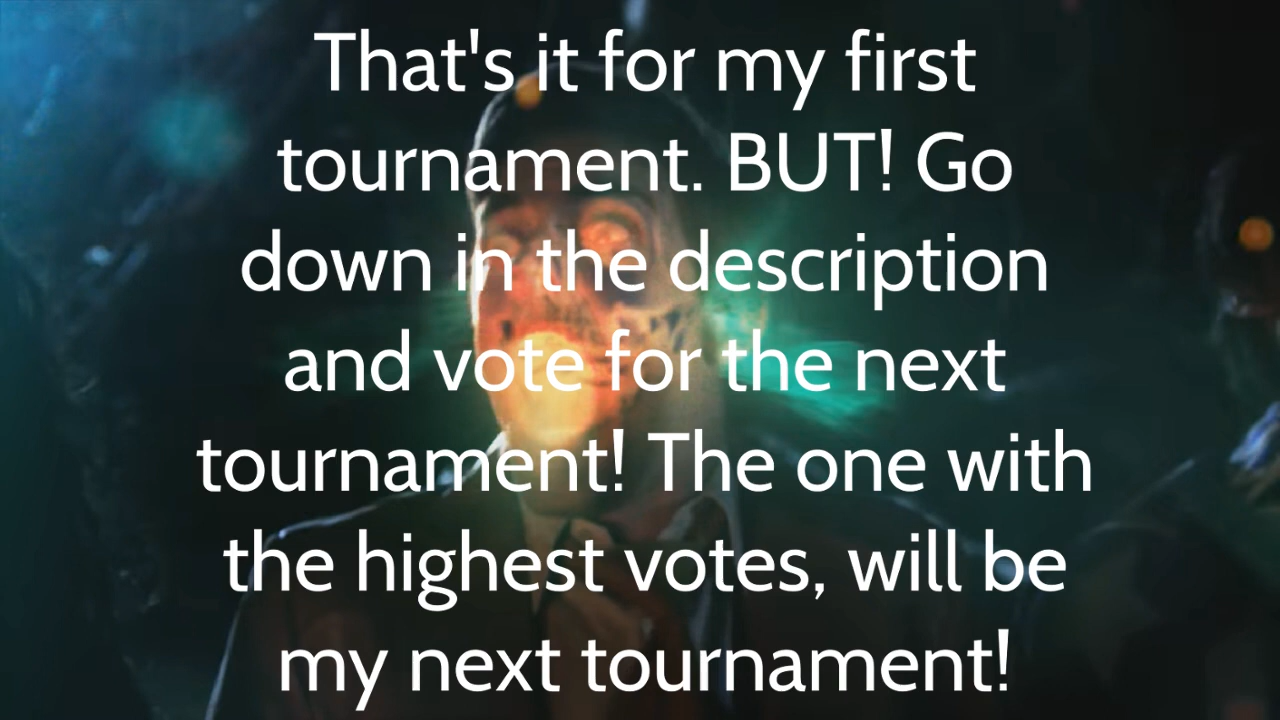 That's it for my first
tournament. BUT! Go
down in the description
and vote for the next
tournament! The one with
the highest votes, will be
my next tournament!